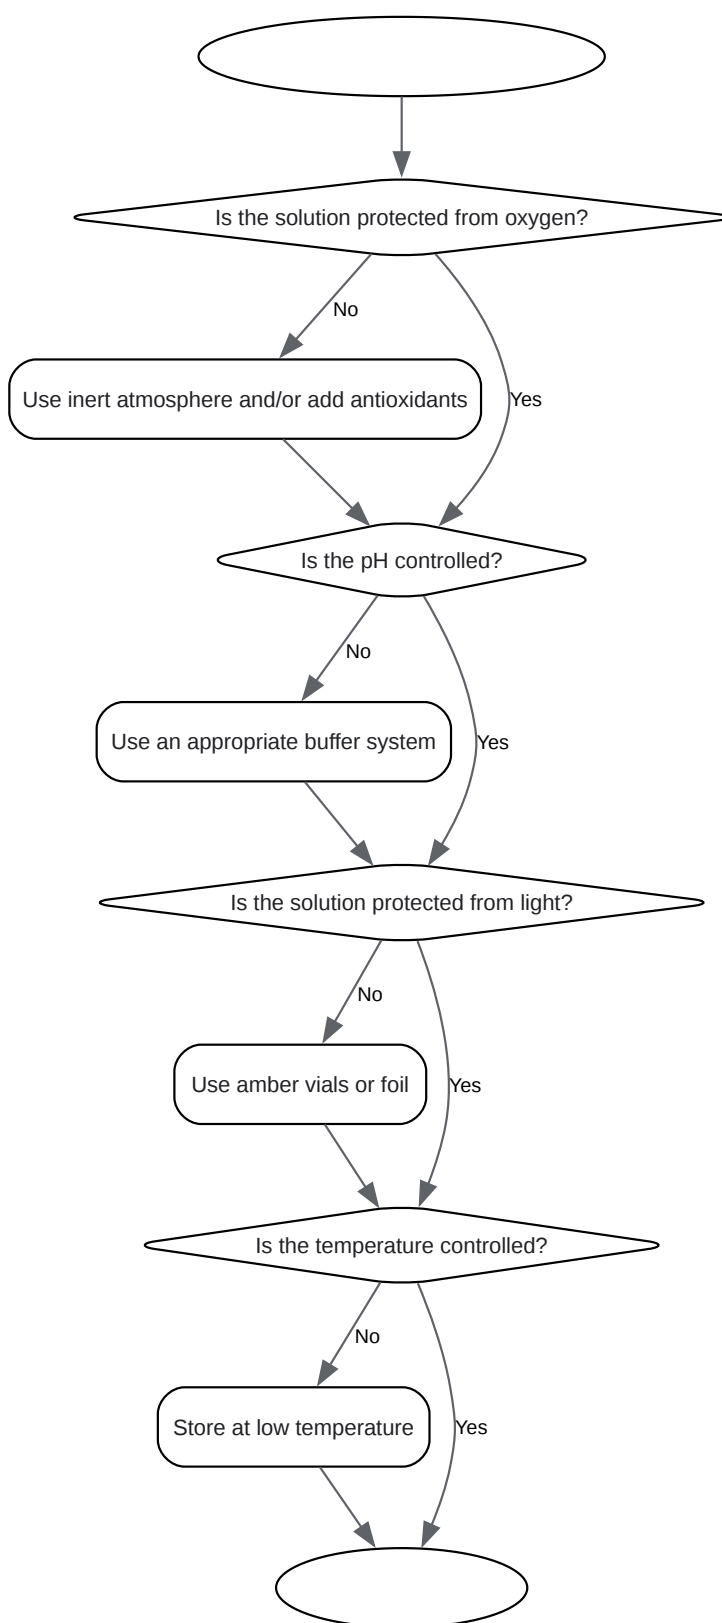 Is the solution protected from oxygen?
No
Use inert atmosphere and/or add antioxidants
Yes
Is the pH controlled?
No
Use an appropriate buffer system
Yes
Is the solution protected from light?
No
Use amber vials or foil
Yes
Is the temperature controlled?
No
Store at low temperature
Yes